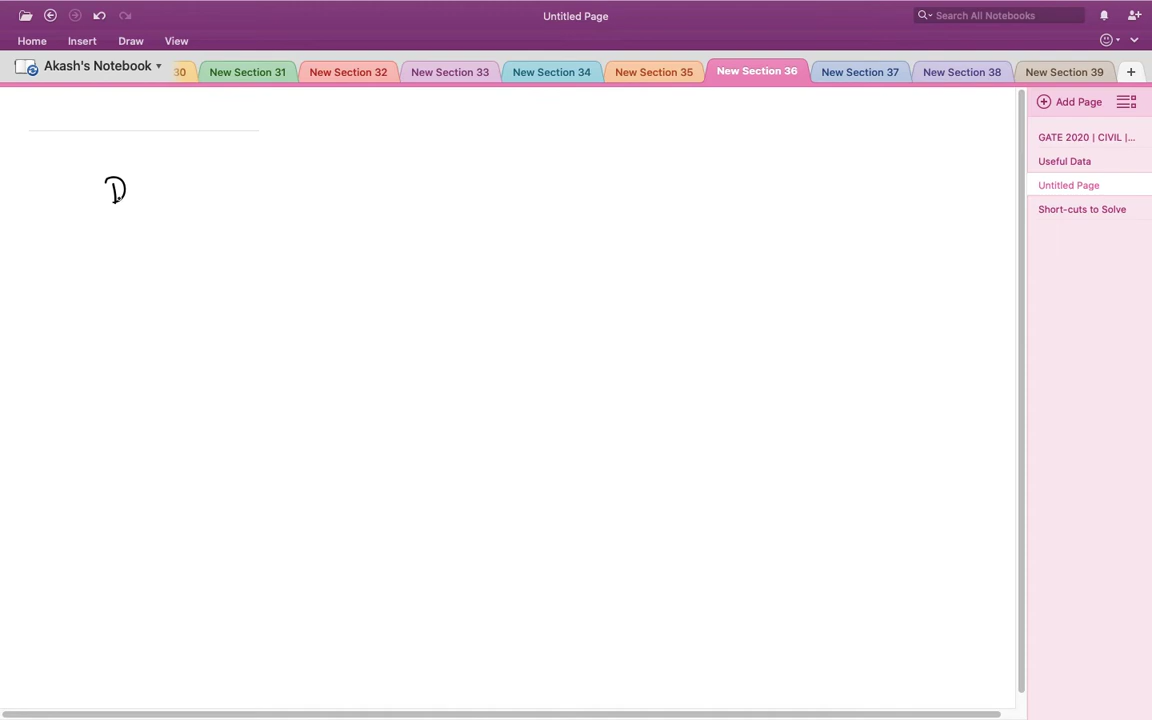 Untitled Page
Search All Notebooks
Home Insert Draw View
Akash's Notebook
30 New Section 31 New Section 32 New Section 33 New Section 34 New Section 35 New Section 36 New Section 37 New Section 38 New Section 39 +
Add Page
GATE 2020 | CIVIL |...
Useful Data
Untitled Page
Short-cuts to Solve
D